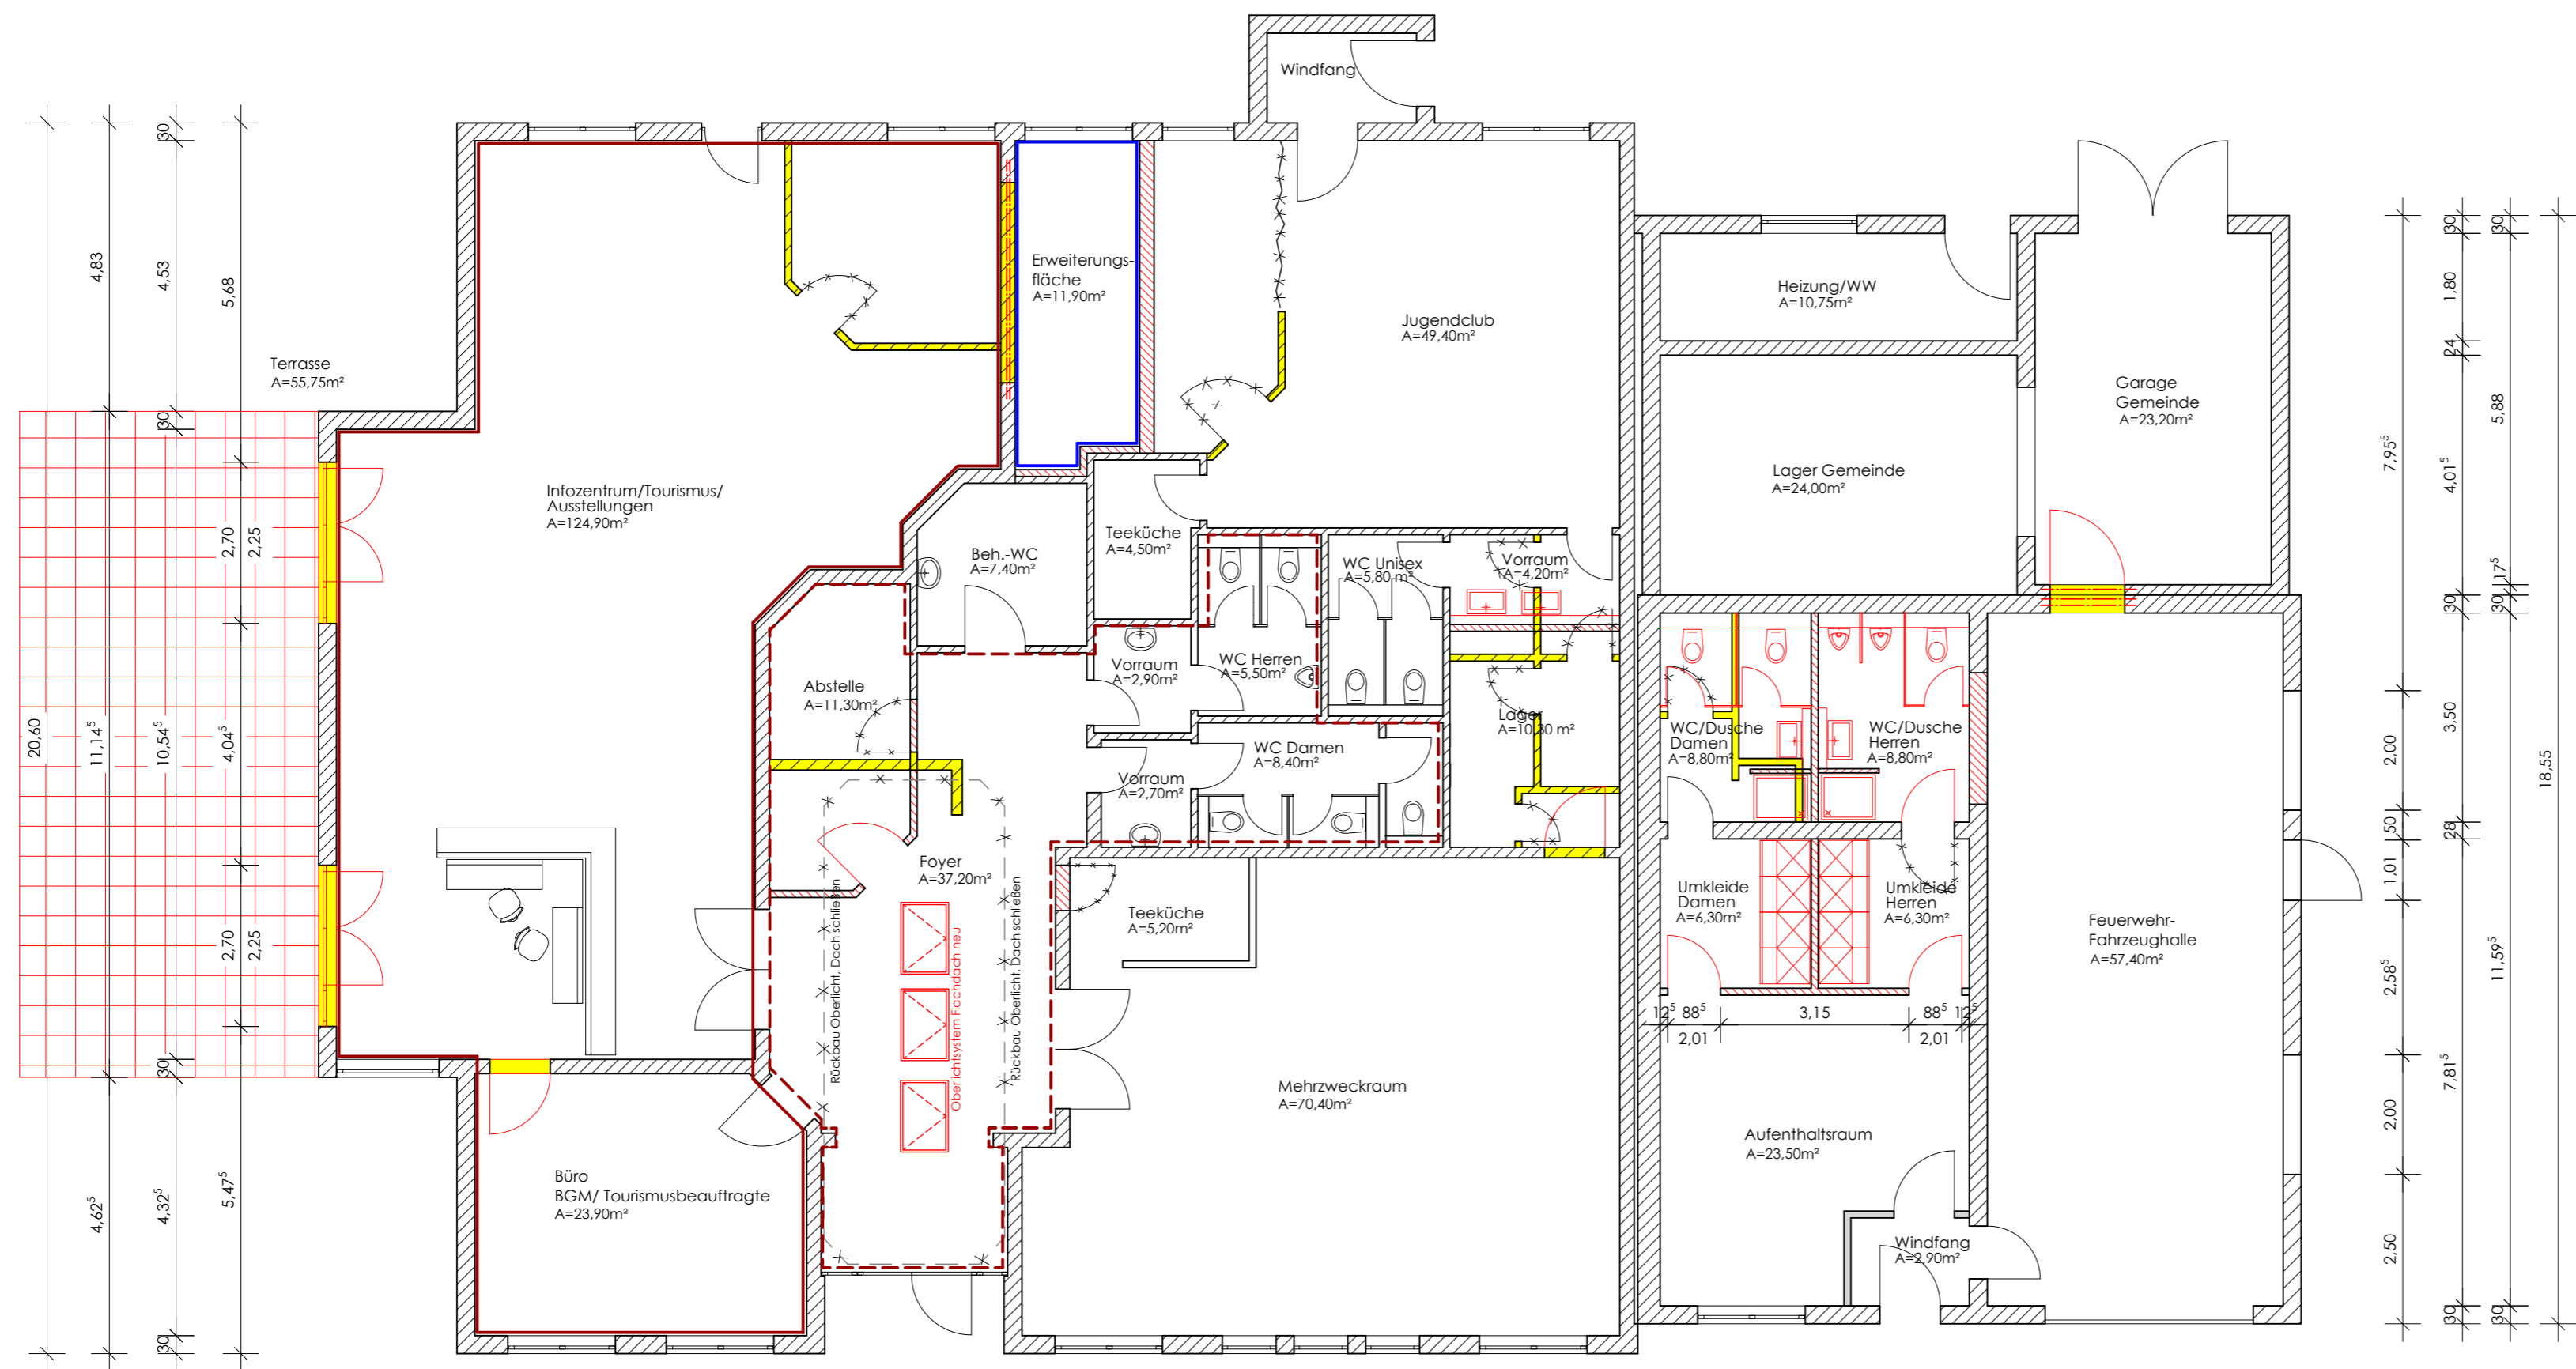 Windfang
Terrasse
A=55,75m²
Infozentrum/Tourismus/
Ausstellungen
A=124,90m²
Erweiterungs-
fläche
A=11,90m²
Jugendclub
A=49,40m²
Heizung/WW
A=10,75m²
Garage
Gemeinde
A=23,20m²
Lager Gemeinde
A=24,00m²
Beh.-WC
A=7,40m²
Teeküche
A=4,50m²
WC Unisex
A=5,80 m²
Vorraum
A=4,20m²
Abstelle
A=11,30m²
Vorraum
A=2,90m²
WC Herren
A=5,50m²
Lager
A=10,30 m²
WC Damen
A=8,40m²
Vorraum
A=2,70m²
WC/Dusche
Damen
A=8,80m²
WC/Dusche
Herren
A=8,80m²
Foyer
A=37,20m²
Rückbau Oberlicht, Dach schließen
Oberlichtsystem Flachdach neu
Rückbau Oberlicht, Dach schließen
Teeküche
A=5,20m²
Umkleide
Damen
A=6,30m²
Umkleide
Herren
A=6,30m²
Feuerwehr-
Fahrzeughalle
A=57,40m²
Mehrzweckraum
A=70,40m²
Büro
BGM/ Tourismusbeauftragte
A=23,90m²
Aufenthaltsraum
A=23,50m²
Windfang
A=2,90m²
12⁵ 88⁵ 3,15 88⁵ 12⁵
2,01 2,01
20,60
4,83
11,14⁵
4,62⁵
30
4,53
30
10,54⁵
30
4,32⁵
30
5,68
2,70
2,25
4,04⁵
2,70
2,25
5,47⁵
7,95⁵
2,00
50
1,01
2,58⁵
2,00
2,50
30
1,80
24
4,01⁵
30
3,50
28
7,81⁵
30
30
5,88
17⁵
30
11,59⁵
30
18,55